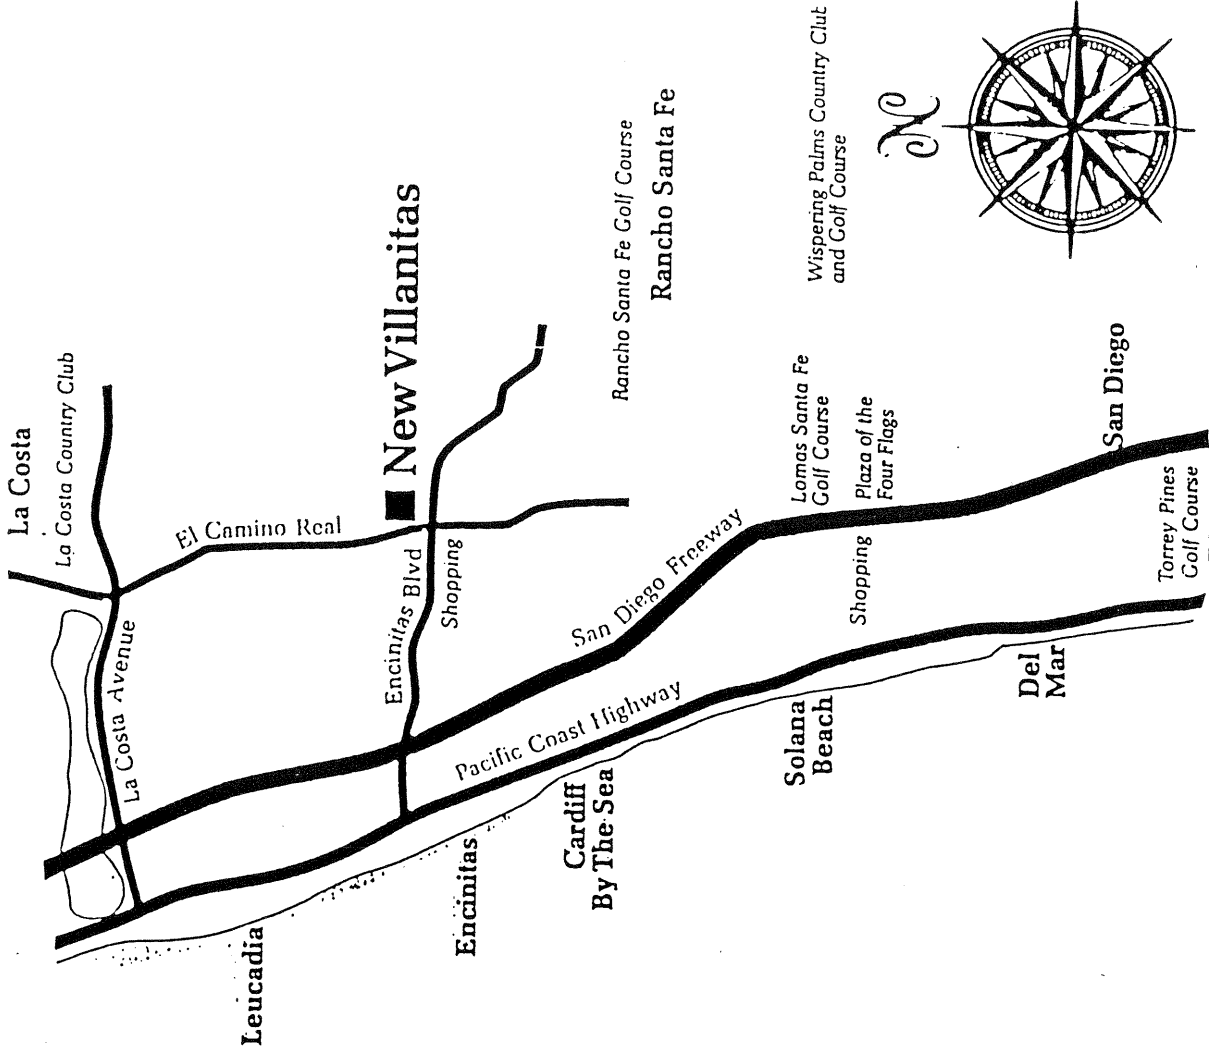 La Costa
La Costa Country Club
La Costa Avenue
El Camino Real
New Villanitas
Encinitas Blvd
Shopping
Leucadia
Encinitas
Cardiff
By The Sea
Pacific Coast Highway
San Diego Freeway
Rancho Santa Fe Golf Course
Rancho Santa Fe
Solana
Beach
Shopping
Lomas Santa Fe
Golf Course
Plaza of the
Four Flags
Wispering Palms Country Club
and Golf Course
N
Del
Mar
San Diego
Torrey Pines
Golf Course